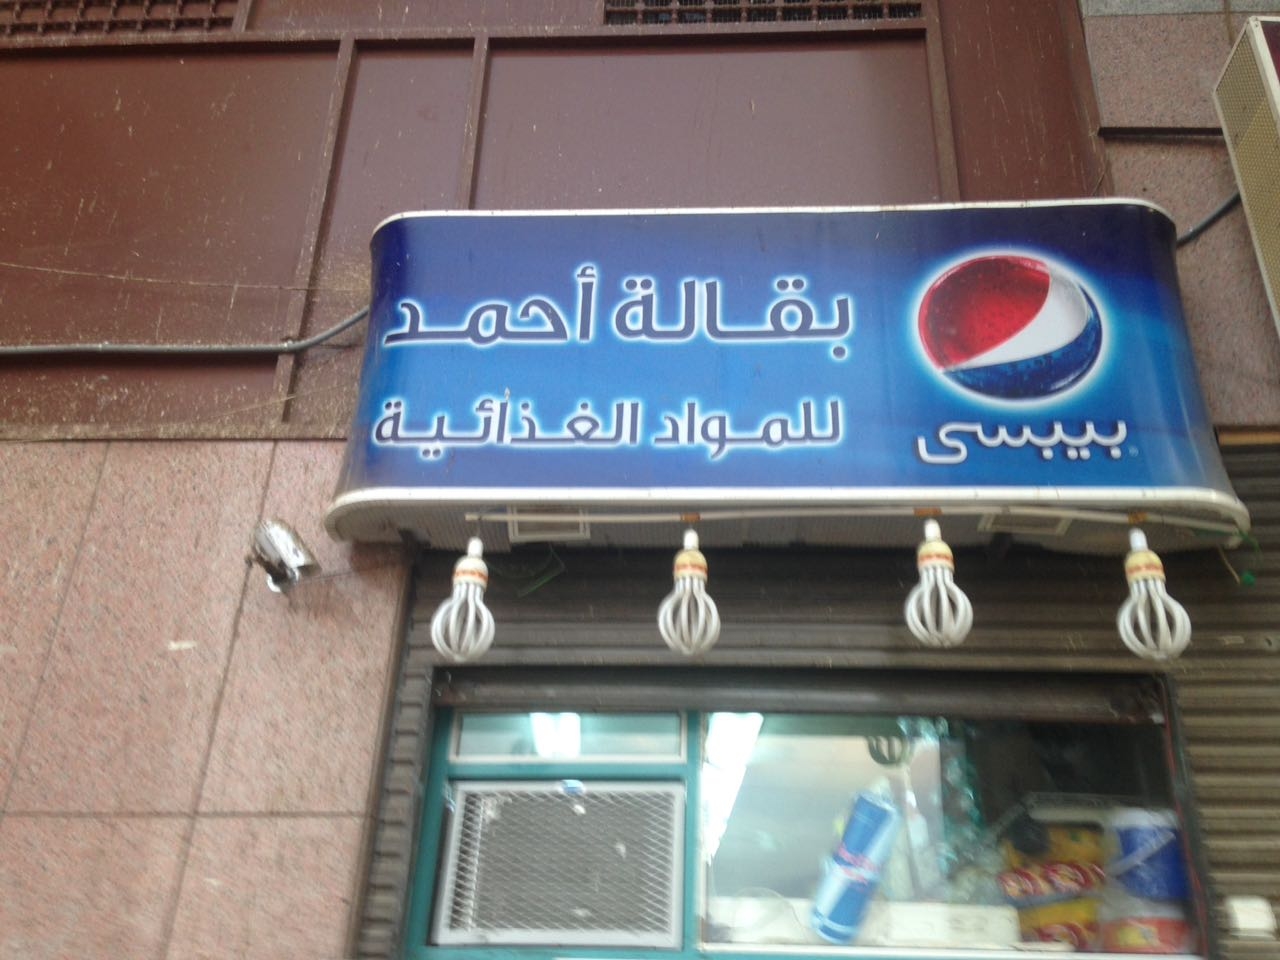 بقالة أحمد
للمواد الغذائية
بيبسى